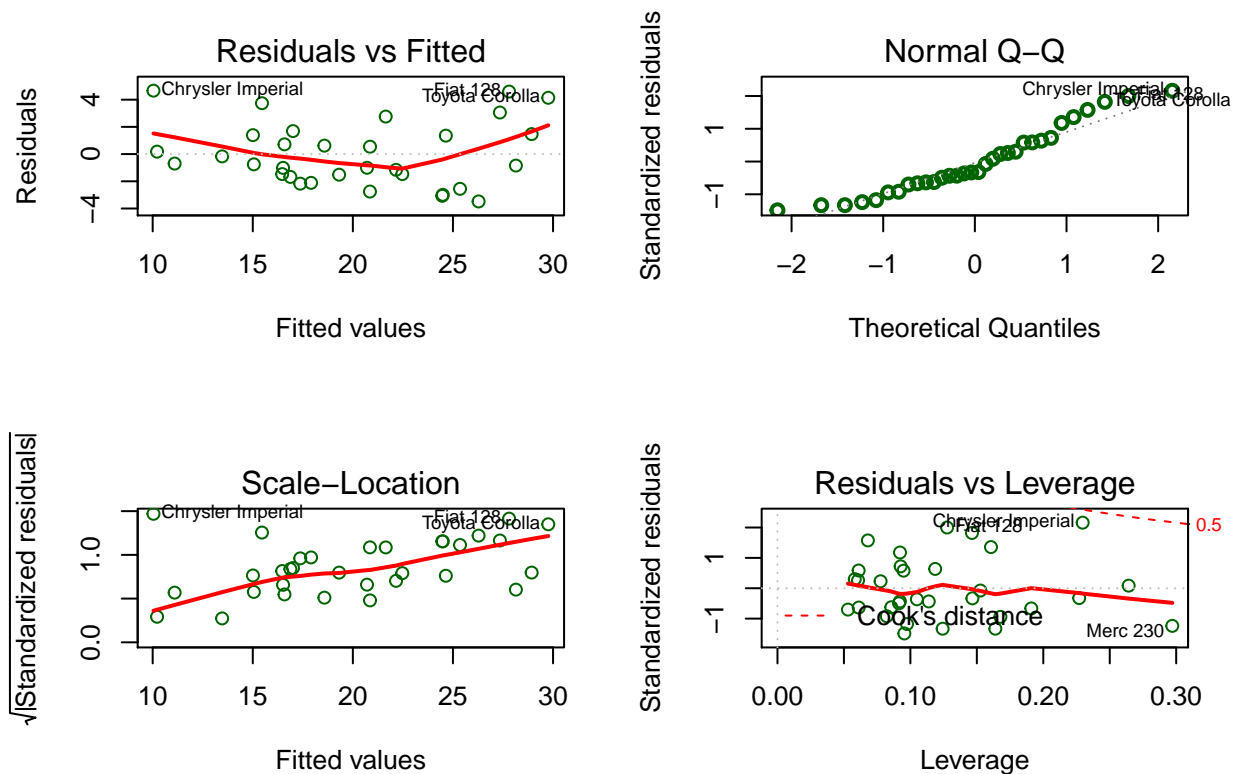 Residuals vs Fitted
Residuals
4
0
−4
Chrysler Imperial
Fiat 128
Toyota Corolla
10 15 20 25 30
Fitted values
Normal Q−Q
Standardized residuals
1
−1
Chrysler Imperial
Fiat 128
Toyota Corolla
−2 −1 0 1 2
Theoretical Quantiles
Scale−Location
√|Standardized residuals|
1.0
0.0
Chrysler Imperial
Fiat 128
Toyota Corolla
10 15 20 25 30
Fitted values
Residuals vs Leverage
Standardized residuals
1
−1
Chrysler Imperial
Fiat 128
0.5
Cook's distance
Merc 230
0.00 0.10 0.20 0.30
Leverage